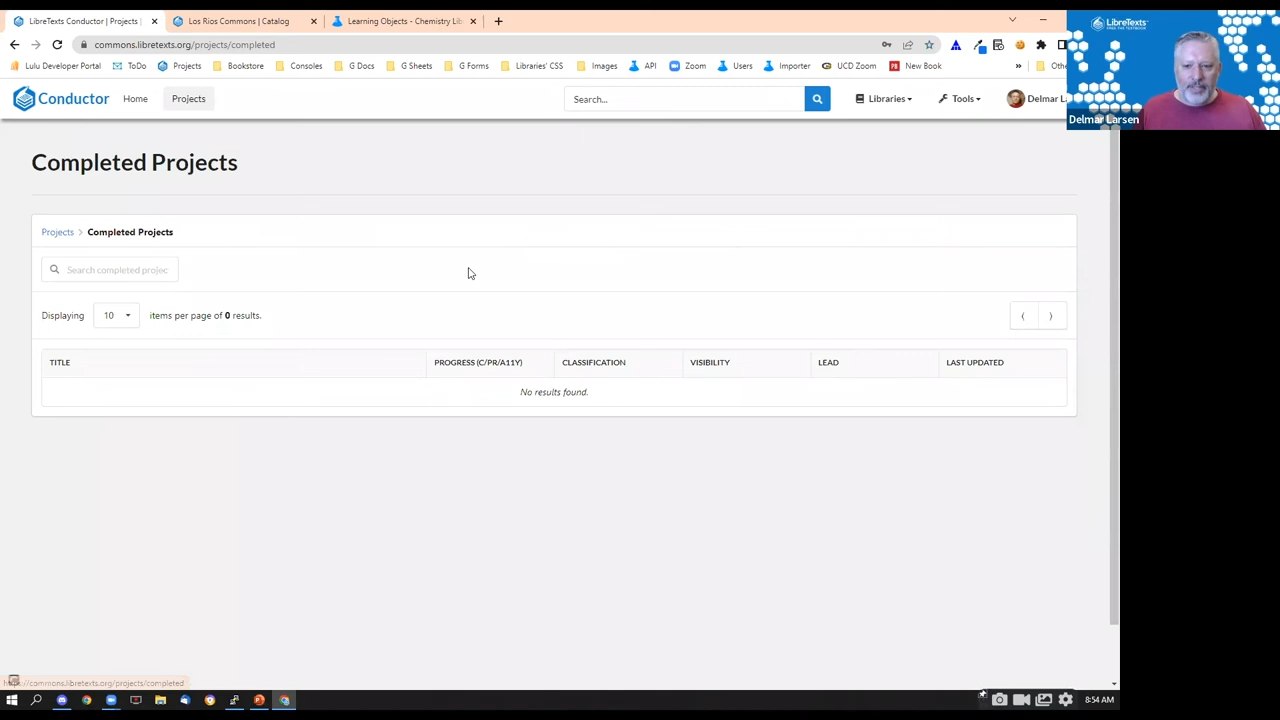 LibreTexts Conductor | Projects |
Los Rios Commons | Catalog
Learning Objects - Chemistry Lib
commons.libretexts.org/projects/completed
Lulu Developer Portal ToDo Projects Bookstore Consoles G Docs G Sheets G Forms Libraries' CSS Images API Zoom Users Importer UCD Zoom New Book » Othe
LibreTexts
Delmar Larsen
Conductor Home Projects Search... Libraries Tools Delmar La
Completed Projects
Projects > Completed Projects
Search completed projec
Displaying 10 items per page of 0 results.
TITLE PROGRESS (C/PR/A11Y) CLASSIFICATION VISIBILITY LEAD LAST UPDATED
No results found.
https://commons.libretexts.org/projects/completed
8:54 AM